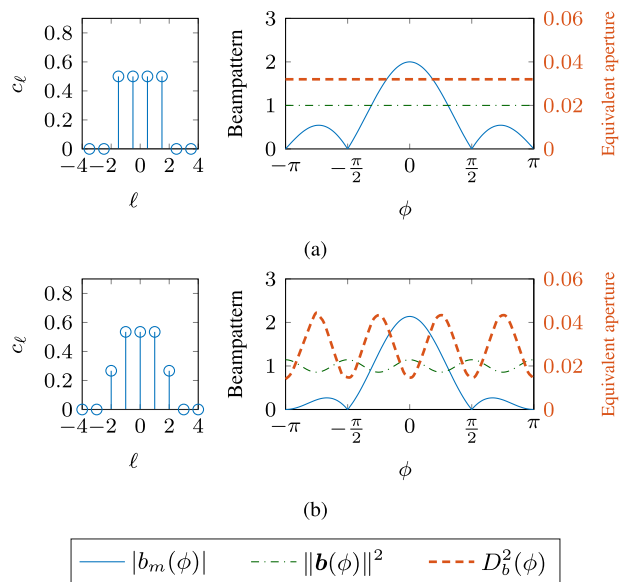 0.8
0.6
0.4
0.2
0
−4 −2 0 2 4
ℓ
c_ℓ
3
2
1
0
Beampattern
0.06
0.04
0.02
0
Equivalent aperture
−π −π/2 0 π/2 π
ϕ
(a)
0.8
0.6
0.4
0.2
0
−4 −2 0 2 4
ℓ
c_ℓ
3
2
1
0
Beampattern
0.06
0.04
0.02
0
Equivalent aperture
−π −π/2 0 π/2 π
ϕ
(b)
|b_m(ϕ)| ‖b(ϕ)‖² D_b²(ϕ)